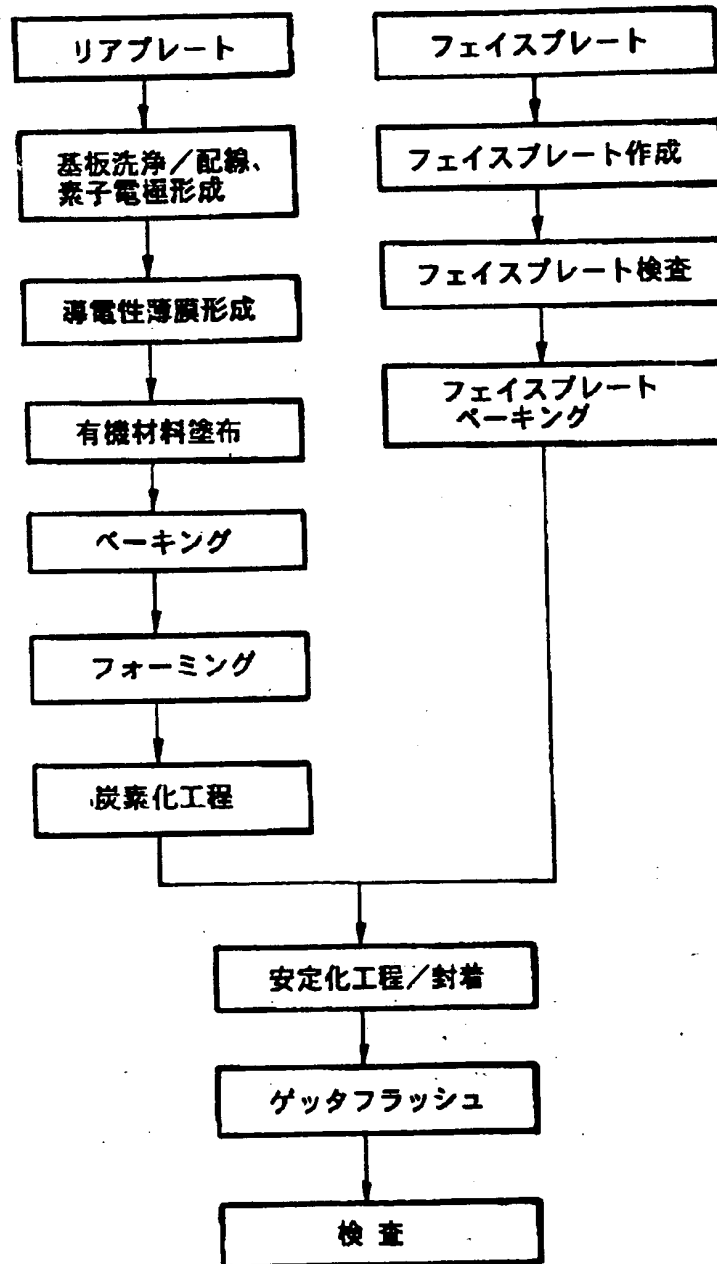 リアプレート
基板洗浄／配線、
素子電極形成
導電性薄膜形成
有機材料塗布
ベーキング
フォーミング
炭素化工程
フェイスプレート
フェイスプレート作成
フェイスプレート検査
フェイスプレート
ベーキング
安定化工程／封着
ゲッタフラッシュ
検 査